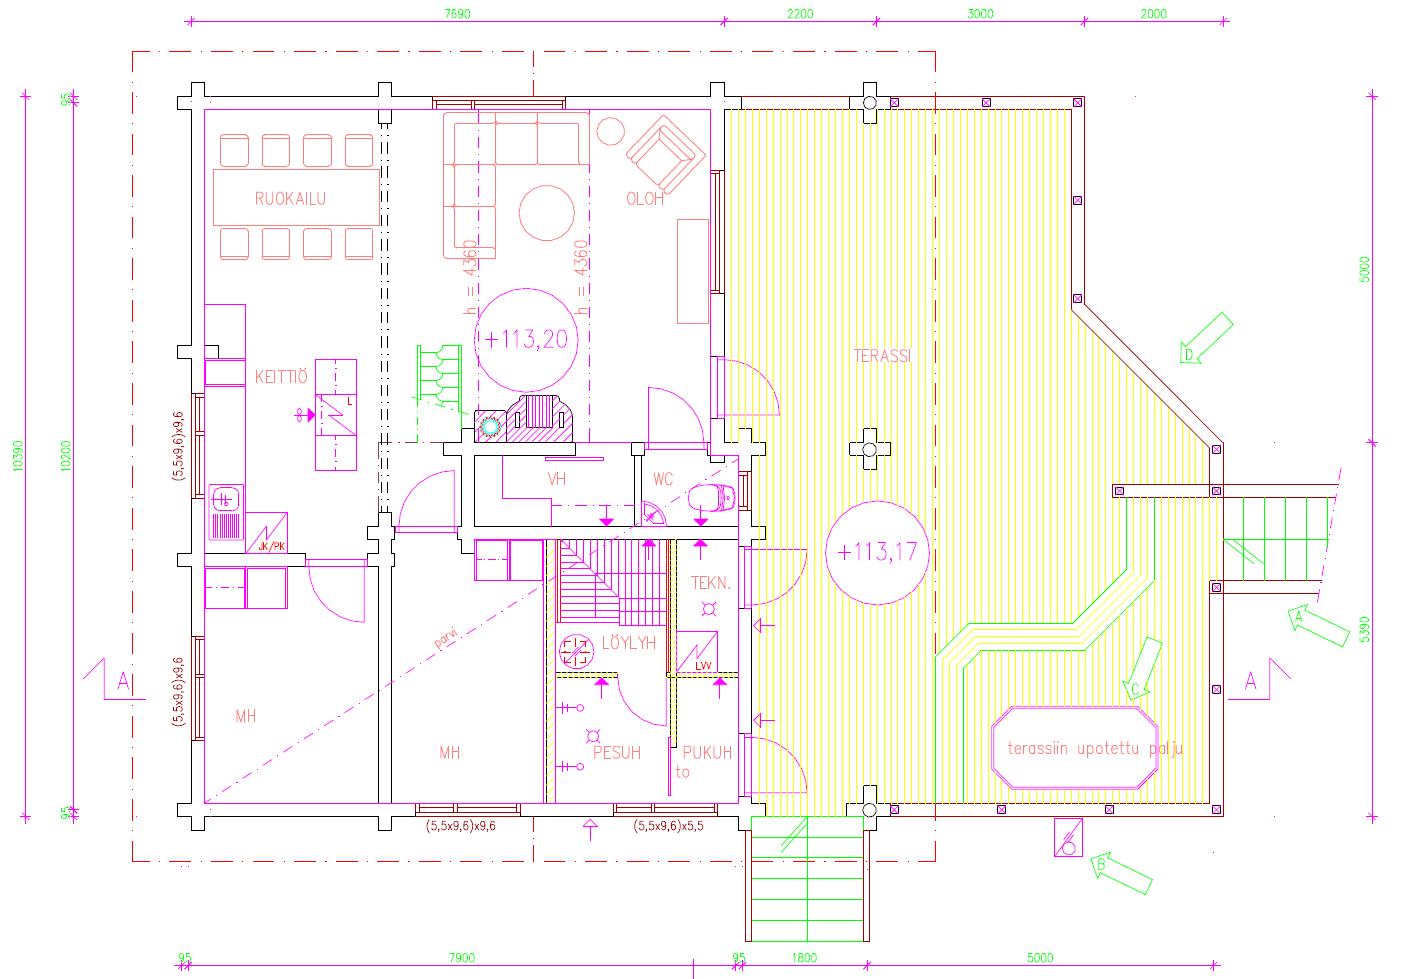 7690
2200
3000
2000
95
RUOKAILU
OLOH
h = 4360
h = 4360
5000
+113,20
TERASSI
D
KEITTIÖ
L
(5,5x9,6)x9,6
10390
10200
VH
WC
JK/PK
+113,17
TEKN.
parvi
LÖYLYH
LVV
A
5390
A
A
C
(5,5x9,6)x9,6
MH
MH
PESUH
PUKUH
to
terassiin upotettu palju
95
(5,5x9,6)x9,6
(5,5x9,6)x5,5
B
95
7900
95
1800
5000